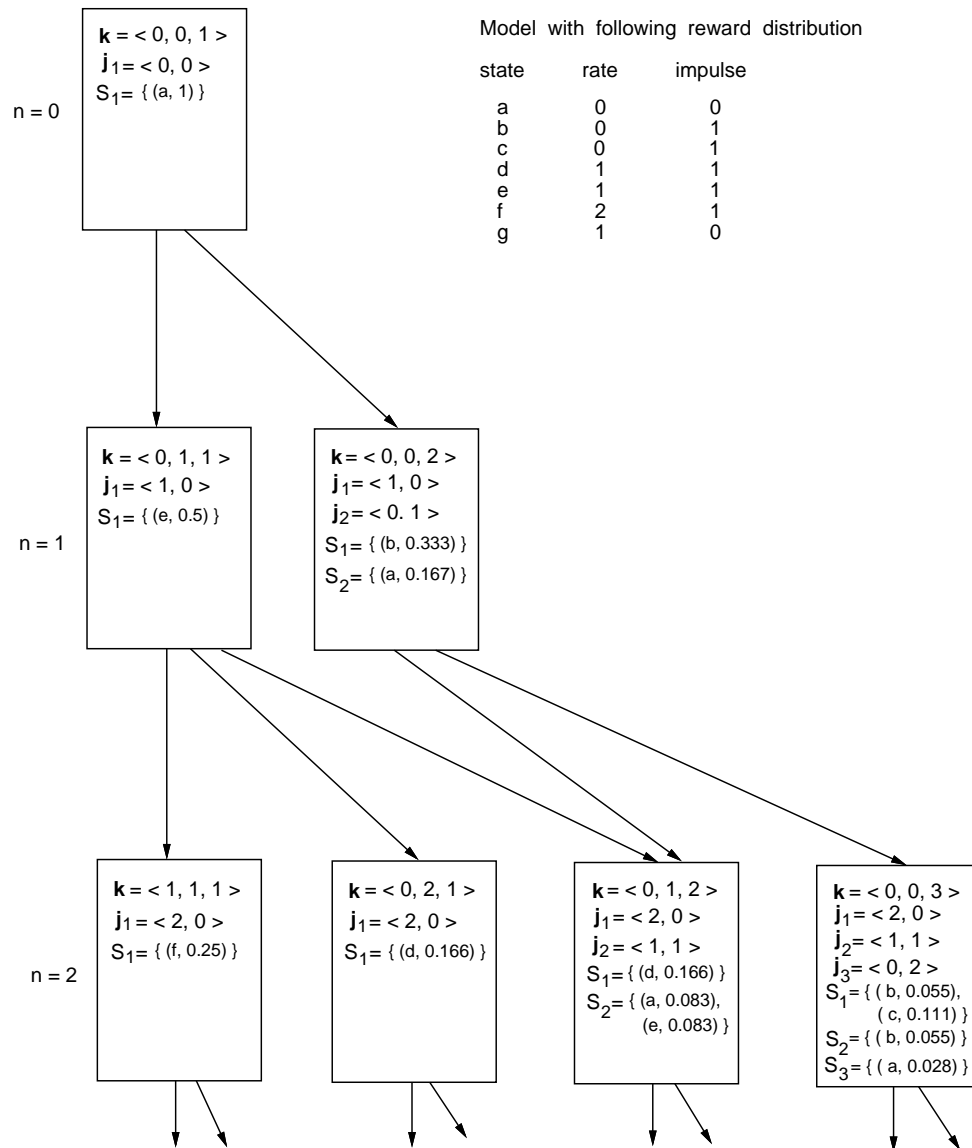 Model with following reward distribution
state rate impulse
a 0 0
b 0 1
c 0 1
d 1 1
e 1 1
f 2 1
g 1 0
n = 0
k = < 0, 0, 1 >
j1= < 0, 0 >
S1= { (a, 1) }
n = 1
k = < 0, 1, 1 >
j1= < 1, 0 >
S1= { (e, 0.5) }
k = < 0, 0, 2 >
j1= < 1, 0 >
j2= < 0. 1 >
S1= { (b, 0.333) }
S2= { (a, 0.167) }
n = 2
k = < 1, 1, 1 >
j1= < 2, 0 >
S1= { (f, 0.25) }
k = < 0, 2, 1 >
j1= < 2, 0 >
S1= { (d, 0.166) }
k = < 0, 1, 2 >
j1= < 2, 0 >
j2= < 1, 1 >
S1= { (d, 0.166) }
S2= { (a, 0.083),
(e, 0.083) }
k = < 0, 0, 3 >
j1= < 2, 0 >
j2= < 1, 1 >
j3= < 0, 2 >
S1= { ( b, 0.055),
( c, 0.111) }
S2= { ( b, 0.055) }
S3= { ( a, 0.028) }